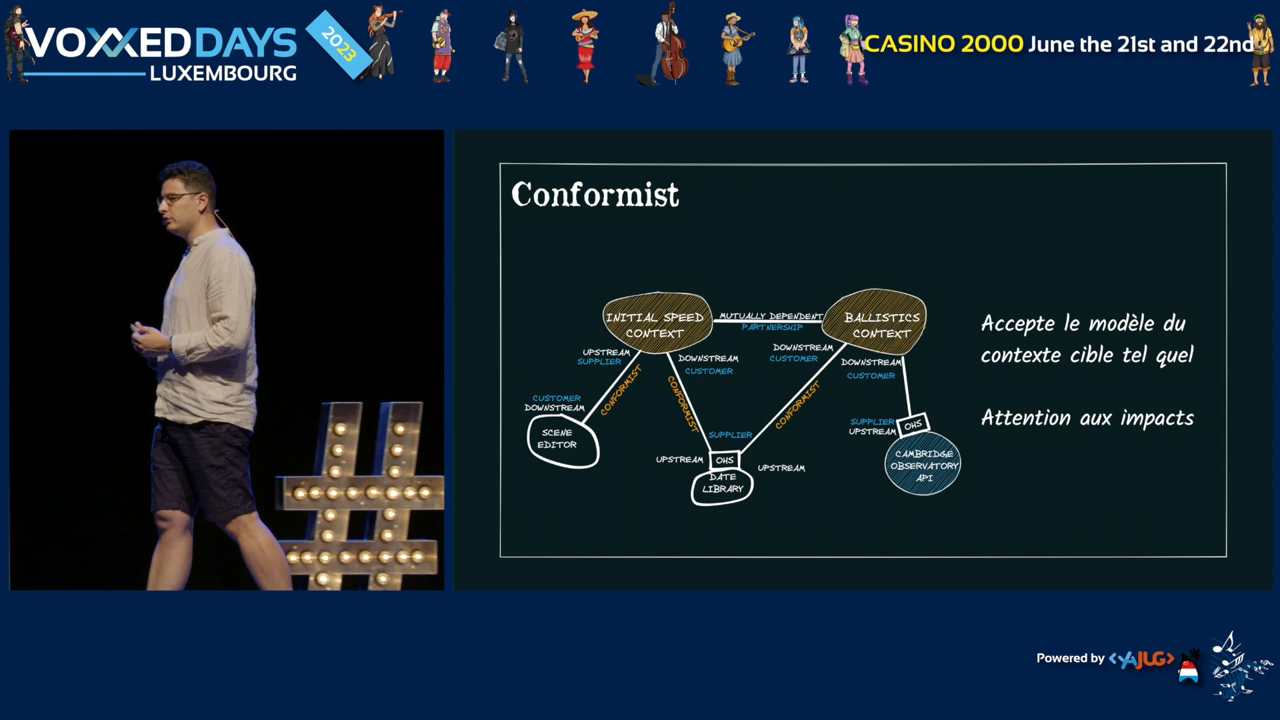 VOXXED DAYS
LUXEMBOURG
2023
CASINO 2000 June the 21st and 22nd
Conformist
INITIAL SPEED
CONTEXT
MUTUALLY DEPENDENT
PARTNERSHIP
BALLISTICS
CONTEXT
UPSTREAM
SUPPLIER
DOWNSTREAM
CUSTOMER
DOWNSTREAM
CUSTOMER
DOWNSTREAM
CUSTOMER
CONFORMIST
CONFORMIST
CONFORMIST
CUSTOMER
DOWNSTREAM
SCENE
EDITOR
SUPPLIER
UPSTREAM
OHS
UPSTREAM
DATE
LIBRARY
SUPPLIER
UPSTREAM
OHS
CAMBRIDGE
OBSERVATORY
API
Accepte le modèle du
contexte cible tel quel
Attention aux impacts
Powered by <YAJUG>